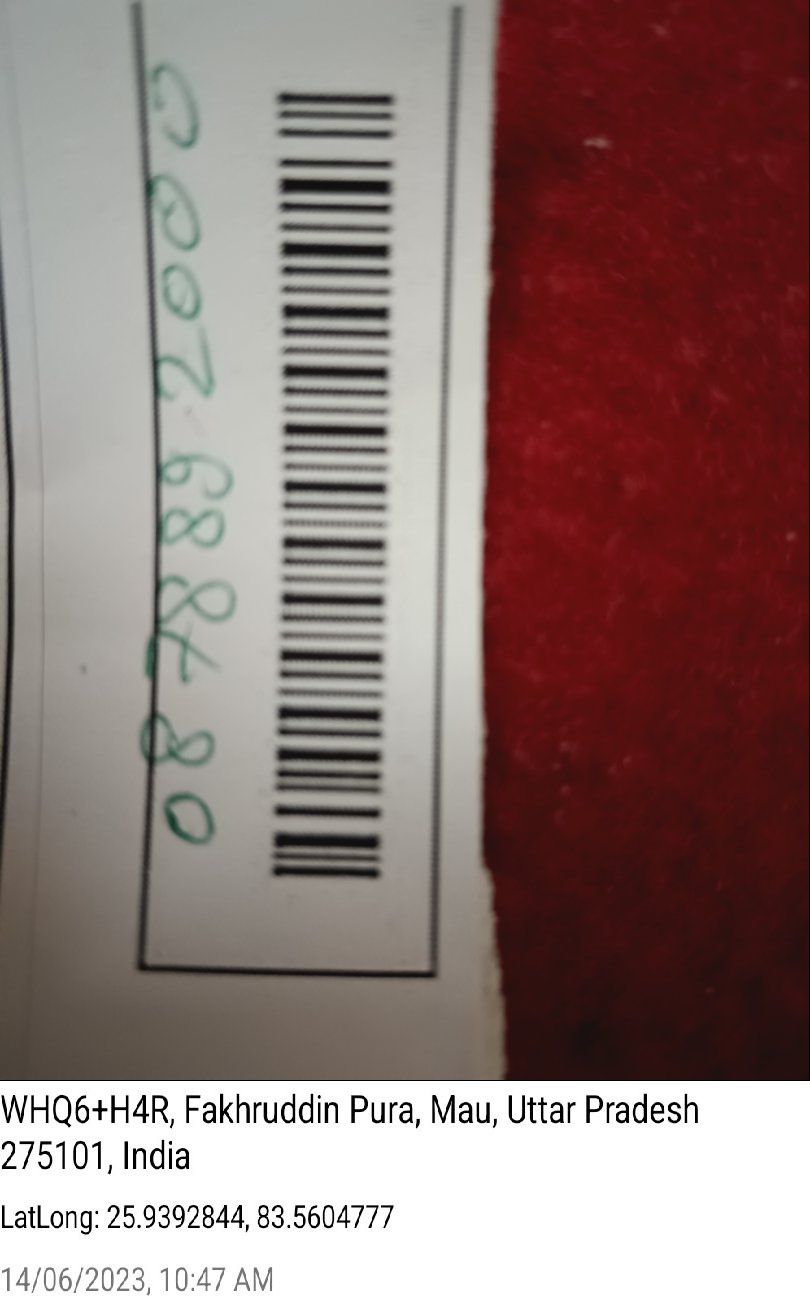 0878892000
WHQ6+H4R, Fakhruddin Pura, Mau, Uttar Pradesh
275101, India
LatLong: 25.9392844, 83.5604777
14/06/2023, 10:47 AM